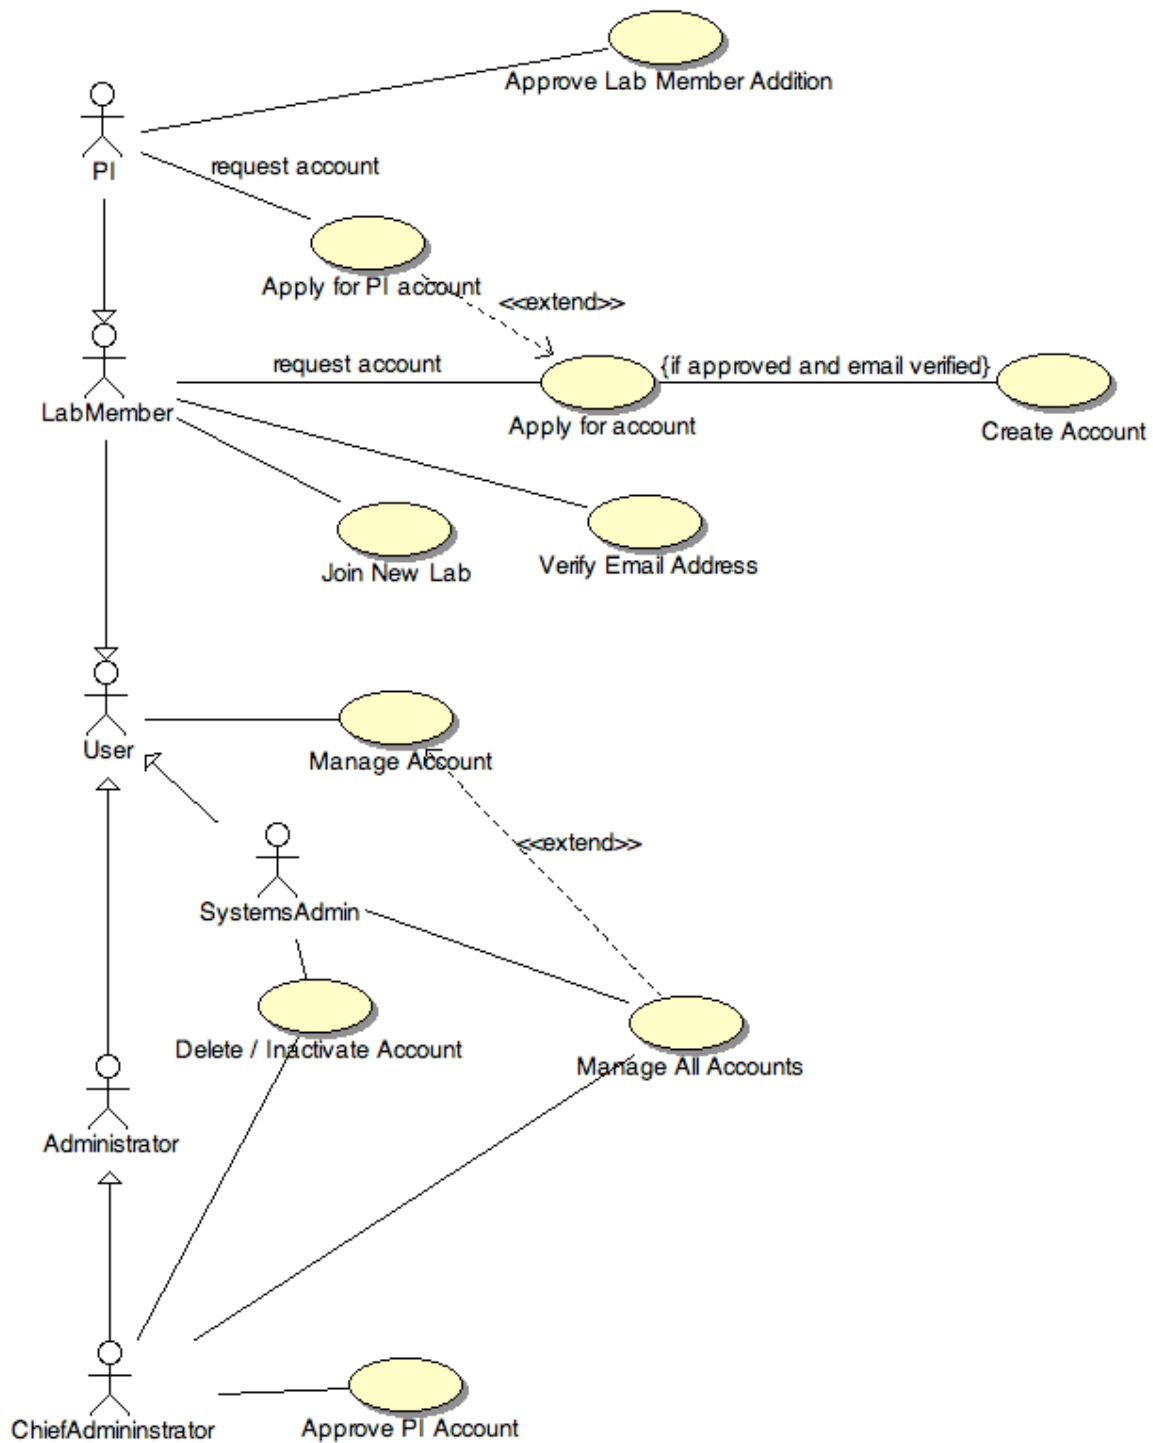 Approve Lab Member Addition
PI
request account
Apply for PI account
<<extend>>
request account
{if approved and email verified}
LabMember
Apply for account
Create Account
Join New Lab
Verify Email Address
User
Manage Account
<<extend>>
SystemsAdmin
Delete / Inactivate Account
Manage All Accounts
Administrator
ChiefAdmininstrator
Approve PI Account